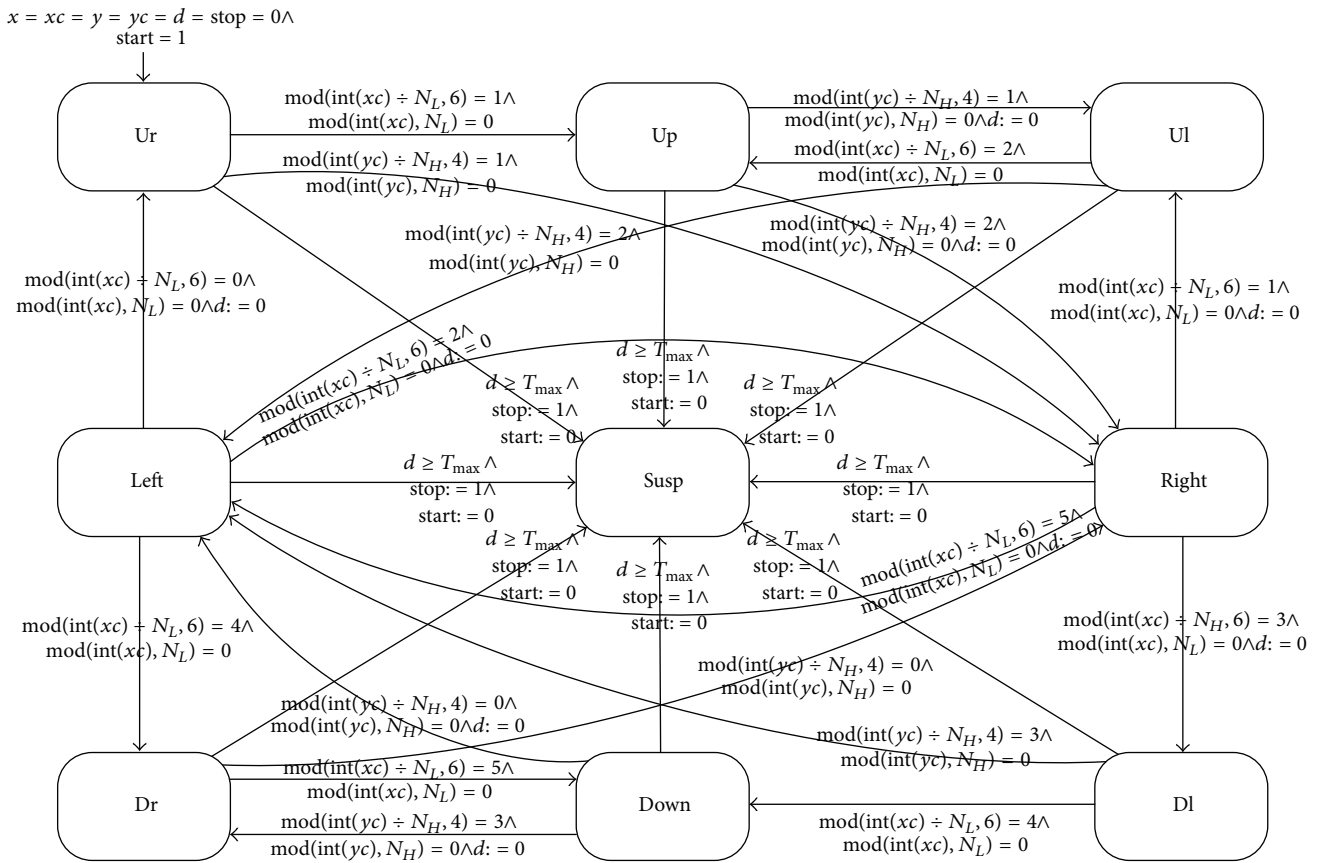 x = xc = y = yc = d = stop = 0∧
start = 1
Ur
mod(int(xc) ÷ N_L, 6) = 1∧
mod(int(xc), N_L) = 0
Up
mod(int(yc) ÷ N_H, 4) = 1∧
mod(int(yc), N_H) = 0∧d: = 0
Ul
mod(int(yc) ÷ N_H, 4) = 1∧
mod(int(yc), N_H) = 0
mod(int(xc) ÷ N_L, 6) = 2∧
mod(int(xc), N_L) = 0
mod(int(yc) ÷ N_H, 4) = 2∧
mod(int(yc), N_H) = 0
mod(int(yc) ÷ N_H, 4) = 2∧
mod(int(yc), N_H) = 0∧d: = 0
mod(int(xc) ÷ N_L, 6) = 0∧
mod(int(xc), N_L) = 0∧d: = 0
mod(int(xc) ÷ N_L, 6) = 1∧
mod(int(xc), N_L) = 0∧d: = 0
mod(int(xc) ÷ N_L, 6) = 2∧
mod(int(xc), N_L) = 0∧d: = 0
d ≥ T_max ∧
stop: = 1∧
start: = 0
d ≥ T_max ∧
stop: = 1∧
start: = 0
d ≥ T_max ∧
stop: = 1∧
start: = 0
Left
d ≥ T_max ∧
stop: = 1∧
start: = 0
Susp
d ≥ T_max ∧
stop: = 1∧
start: = 0
Right
d ≥ T_max ∧
stop: = 1∧
start: = 0
d ≥ T_max ∧
stop: = 1∧
start: = 0
d ≥ T_max ∧
stop: = 1∧
start: = 0
mod(int(xc) ÷ N_L, 6) = 5∧
mod(int(xc), N_L) = 0∧d: = 0∧
mod(int(xc) ÷ N_L, 6) = 4∧
mod(int(xc), N_L) = 0
mod(int(xc) ÷ N_H, 6) = 3∧
mod(int(xc), N_L) = 0∧d: = 0
mod(int(yc) ÷ N_H, 4) = 0∧
mod(int(yc), N_H) = 0
mod(int(yc) ÷ N_H, 4) = 0∧
mod(int(yc), N_H) = 0∧d: = 0
mod(int(yc) ÷ N_H, 4) = 3∧
mod(int(yc), N_H) = 0
Dr
mod(int(xc) ÷ N_L, 6) = 5∧
mod(int(xc), N_L) = 0
mod(int(yc) ÷ N_H, 4) = 3∧
mod(int(yc), N_H) = 0∧d: = 0
Down
mod(int(xc) ÷ N_L, 6) = 4∧
mod(int(xc), N_L) = 0
Dl